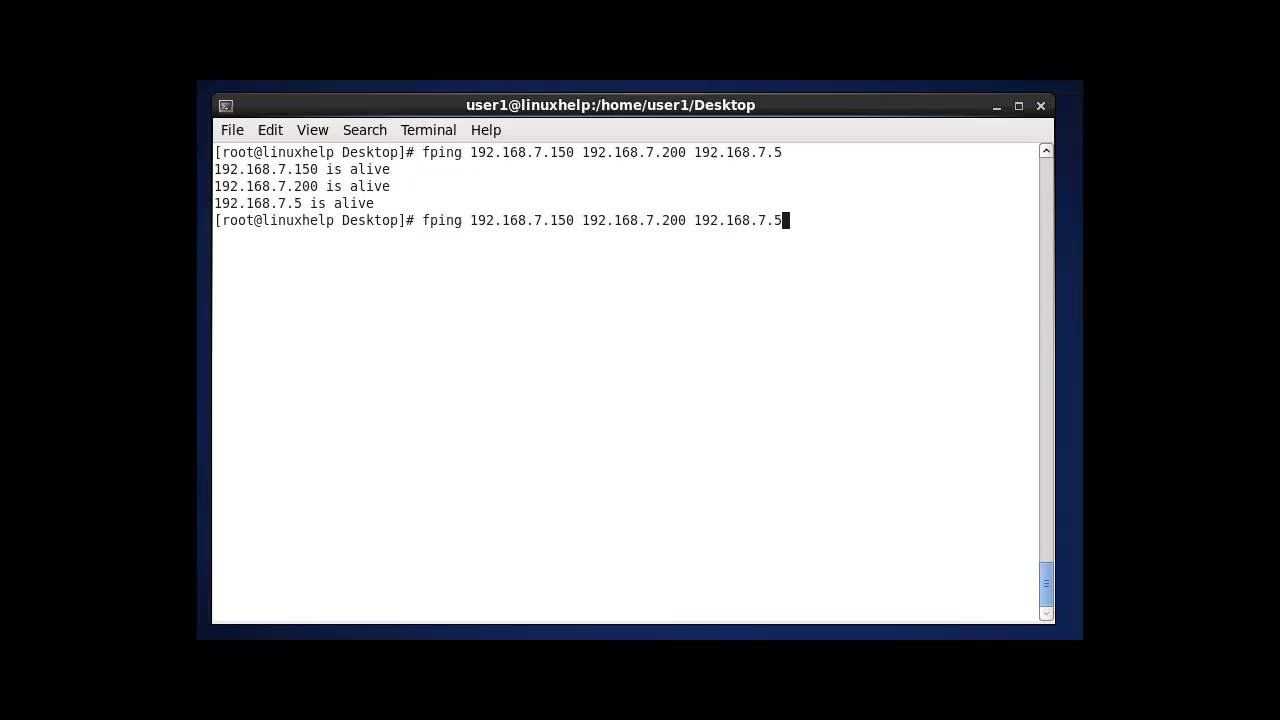 user1@linuxhelp:/home/user1/Desktop
File Edit View Search Terminal Help
[root@linuxhelp Desktop]# fping 192.168.7.150 192.168.7.200 192.168.7.5
192.168.7.150 is alive
192.168.7.200 is alive
192.168.7.5 is alive
[root@linuxhelp Desktop]# fping 192.168.7.150 192.168.7.200 192.168.7.5